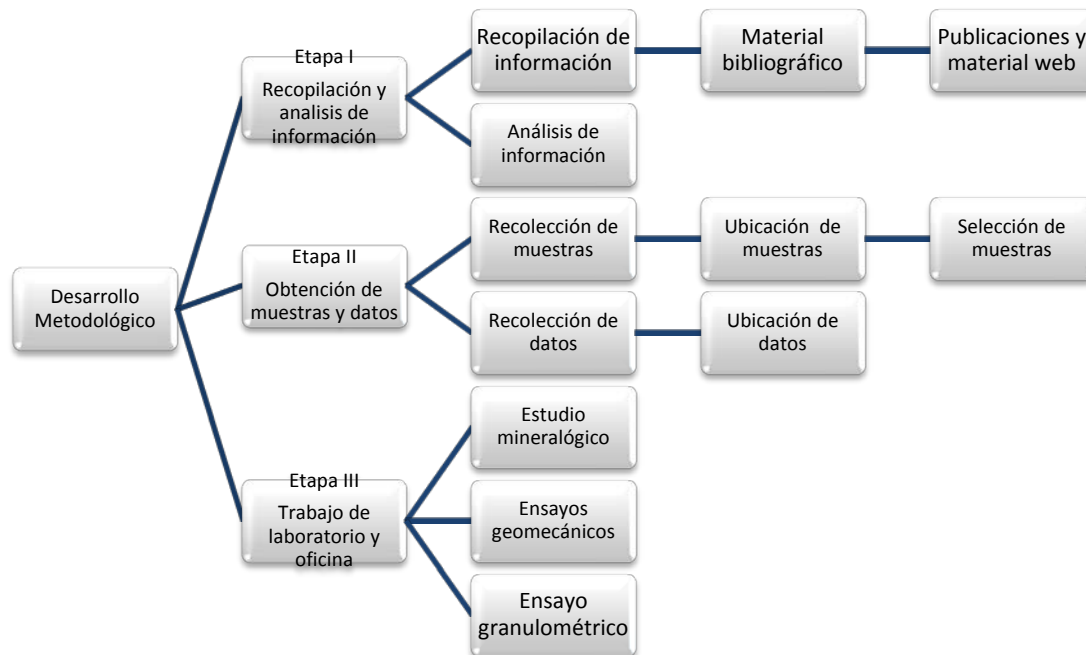 Desarrollo
Metodológico
Etapa I
Recopilación y
analisis de
información
Recopilación de
información
Material
bibliográfico
Publicaciones y
material web
Análisis de
información
Etapa II
Obtención de
muestras y datos
Recolección de
muestras
Ubicación de
muestras
Selección de
muestras
Recolección de
datos
Ubicación de
datos
Etapa III
Trabajo de
laboratorio y
oficina
Estudio
mineralógico
Ensayos
geomecánicos
Ensayo
granulométrico